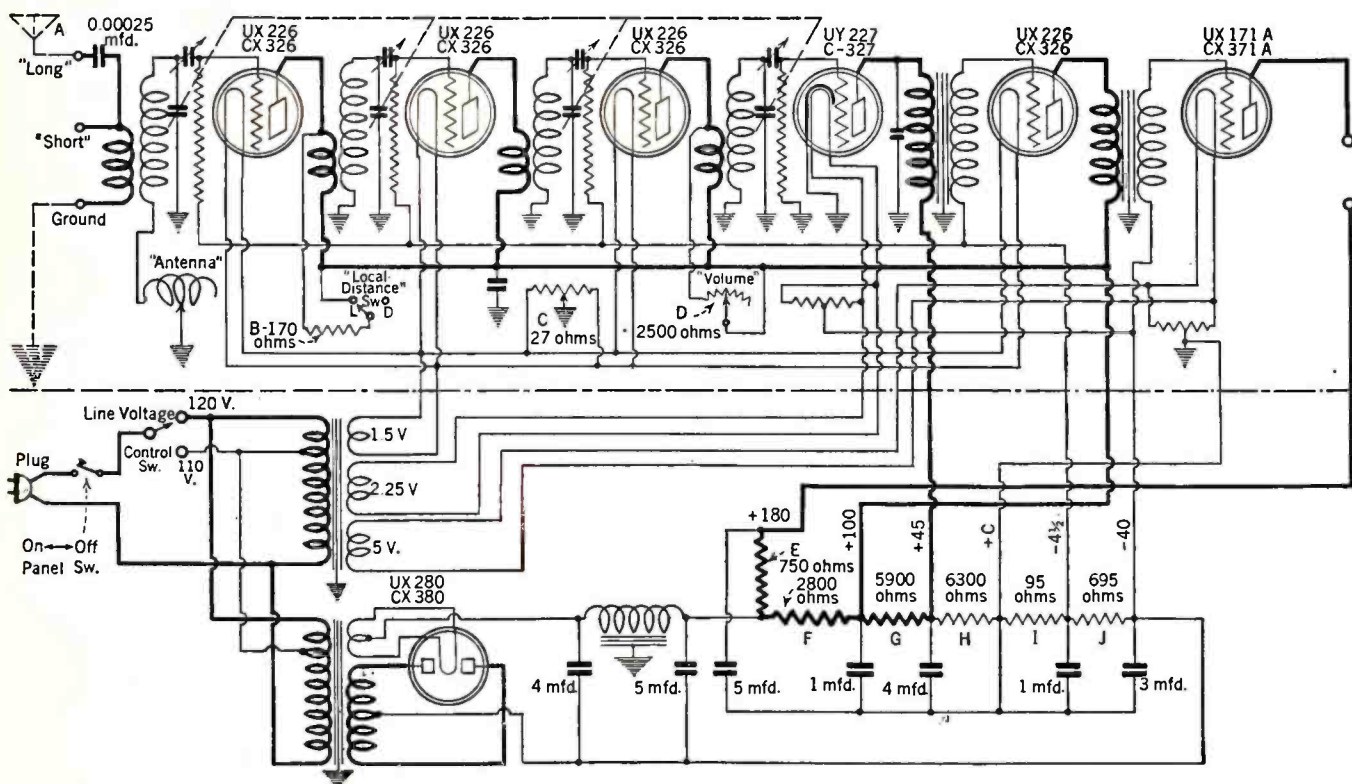 A
0.00025
mfd.
"Long"
"Short"
Ground
UX 226
CX 326
UX 226
CX 326
UX 226
CX 326
UY 227
C-327
UX 226
CX 326
UX 171 A
CX 371 A
"Antenna"
"Local-
Distance"
Sw.
L
D
B-170
ohms
C
27 ohms
"Volume"
D
2500 ohms
Line Voltage
120 V.
Control
Sw.
110
V.
Plug
On Off
Panel Sw.
1.5 V
2.25 V
5 V.
UX 280
CX 380
+180
+100
+45
+C
-4½
-40
E
750 ohms
2800
ohms
5900
ohms
6300
ohms
95
ohms
695
ohms
F
G
H
I
J
4 mfd.
5 mfd.
5 mfd.
1 mfd.
4 mfd.
1 mfd.
3 mfd.